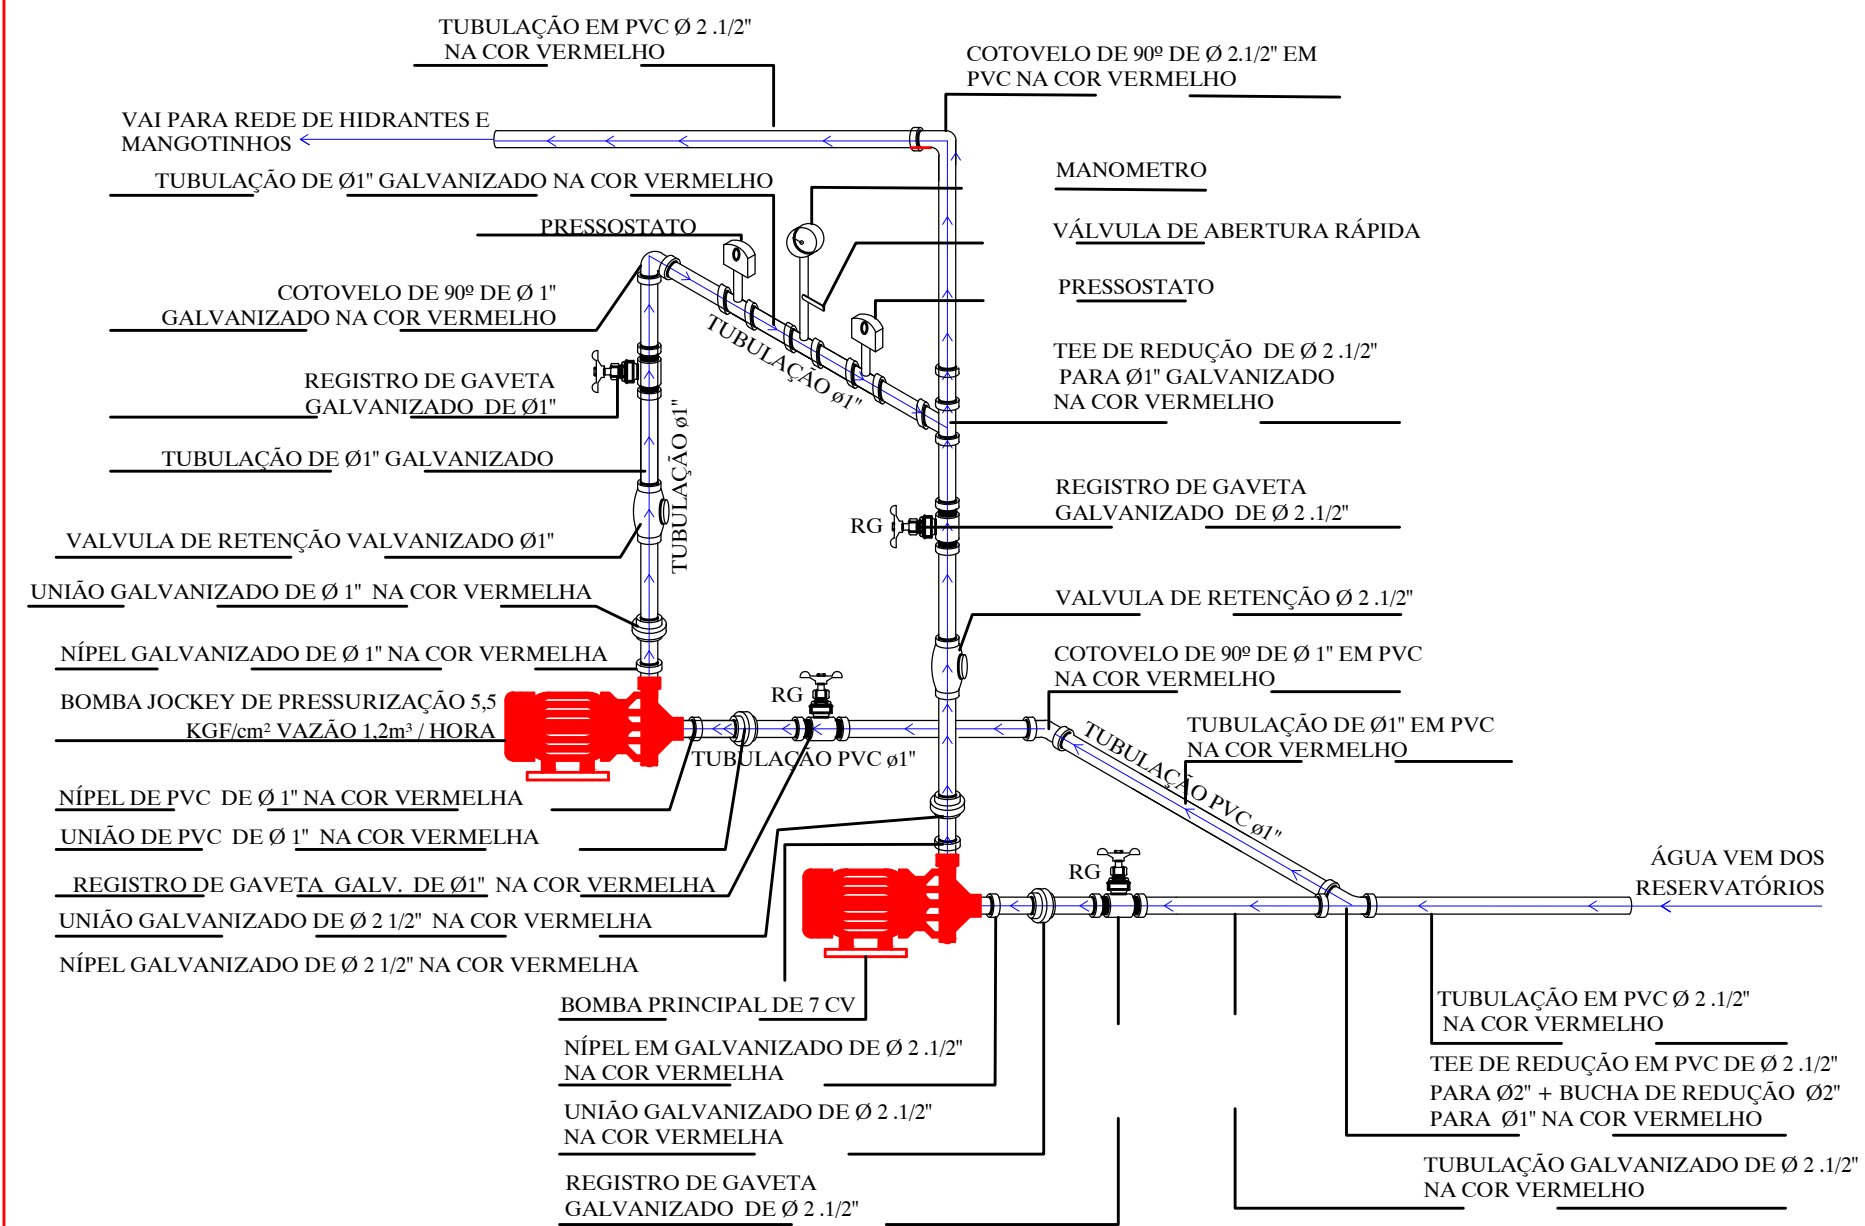 TUBULAÇÃO EM PVC Ø 2 .1/2"
NA COR VERMELHO
COTOVELO DE 90º DE Ø 2.1/2" EM
PVC NA COR VERMELHO
VAI PARA REDE DE HIDRANTES E
MANGOTINHOS
TUBULAÇÃO DE Ø1" GALVANIZADO NA COR VERMELHO
MANOMETRO
PRESSOSTATO
VÁLVULA DE ABERTURA RÁPIDA
COTOVELO DE 90º DE Ø 1"
GALVANIZADO NA COR VERMELHO
PRESSOSTATO
TUBULAÇÃO ø1"
TEE DE REDUÇÃO DE Ø 2 .1/2"
PARA Ø1" GALVANIZADO
NA COR VERMELHO
REGISTRO DE GAVETA
GALVANIZADO DE Ø1"
TUBULAÇÃO DE Ø1" GALVANIZADO
TUBULAÇÃO ø1"
REGISTRO DE GAVETA
GALVANIZADO DE Ø 2 .1/2"
RG
VALVULA DE RETENÇÃO VALVANIZADO Ø1"
UNIÃO GALVANIZADO DE Ø 1" NA COR VERMELHA
VALVULA DE RETENÇÃO Ø 2 .1/2"
NÍPEL GALVANIZADO DE Ø 1" NA COR VERMELHA
COTOVELO DE 90º DE Ø 1" EM PVC
NA COR VERMELHO
RG
BOMBA JOCKEY DE PRESSURIZAÇÃO 5,5
KGF/cm² VAZÃO 1,2m³ / HORA
TUBULAÇÃO DE Ø1" EM PVC
NA COR VERMELHO
TUBULAÇÃO PVC ø1"
TUBULAÇÃO PVC ø1"
NÍPEL DE PVC DE Ø 1" NA COR VERMELHA
UNIÃO DE PVC DE Ø 1" NA COR VERMELHA
REGISTRO DE GAVETA GALV. DE Ø1" NA COR VERMELHA
RG
ÁGUA VEM DOS
RESERVATÓRIOS
UNIÃO GALVANIZADO DE Ø 2 1/2" NA COR VERMELHA
NÍPEL GALVANIZADO DE Ø 2 1/2" NA COR VERMELHA
BOMBA PRINCIPAL DE 7 CV
TUBULAÇÃO EM PVC Ø 2 .1/2"
NA COR VERMELHO
NÍPEL EM GALVANIZADO DE Ø 2 .1/2"
NA COR VERMELHA
TEE DE REDUÇÃO EM PVC DE Ø 2 .1/2"
PARA Ø2" + BUCHA DE REDUÇÃO Ø2"
PARA Ø1" NA COR VERMELHO
UNIÃO GALVANIZADO DE Ø 2 .1/2"
NA COR VERMELHA
TUBULAÇÃO GALVANIZADO DE Ø 2 .1/2"
NA COR VERMELHO
REGISTRO DE GAVETA
GALVANIZADO DE Ø 2 .1/2"